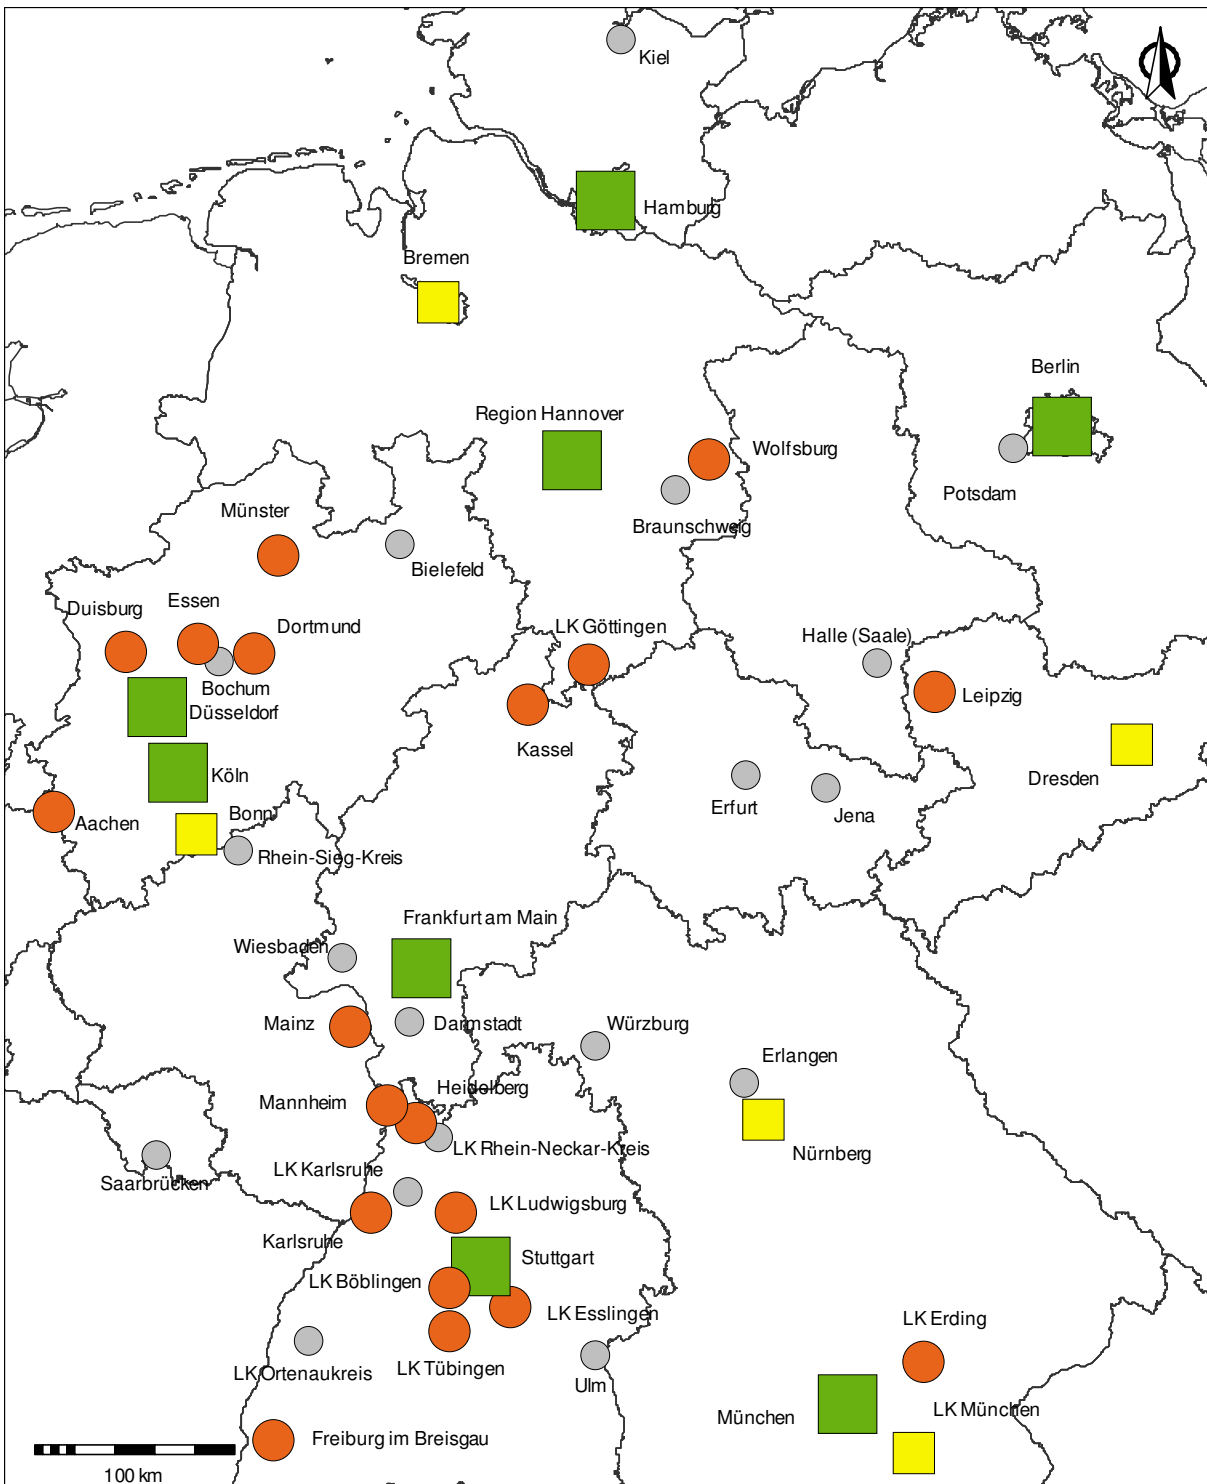 Kiel
Hamburg
Bremen
Berlin
Region Hannover
Wolfsburg
Potsdam
Münster
Braunschweig
Bielefeld
Duisburg
Essen
Dortmund
LK Göttingen
Halle (Saale)
Bochum
Düsseldorf
Leipzig
Kassel
Köln
Dresden
Erfurt
Jena
Aachen
Bonn
Rhein-Sieg-Kreis
Frankfurt am Main
Wiesbaden
Mainz
Darmstadt
Würzburg
Erlangen
Heidelberg
Mannheim
LK Rhein-Neckar-Kreis
Nürnberg
LK Karlsruhe
Saarbrücken
LK Ludwigsburg
Karlsruhe
Stuttgart
LK Böblingen
LK Esslingen
LK Erding
LK Ortenaukreis
LK Tübingen
Ulm
München
LK München
Freiburg im Breisgau
100 km